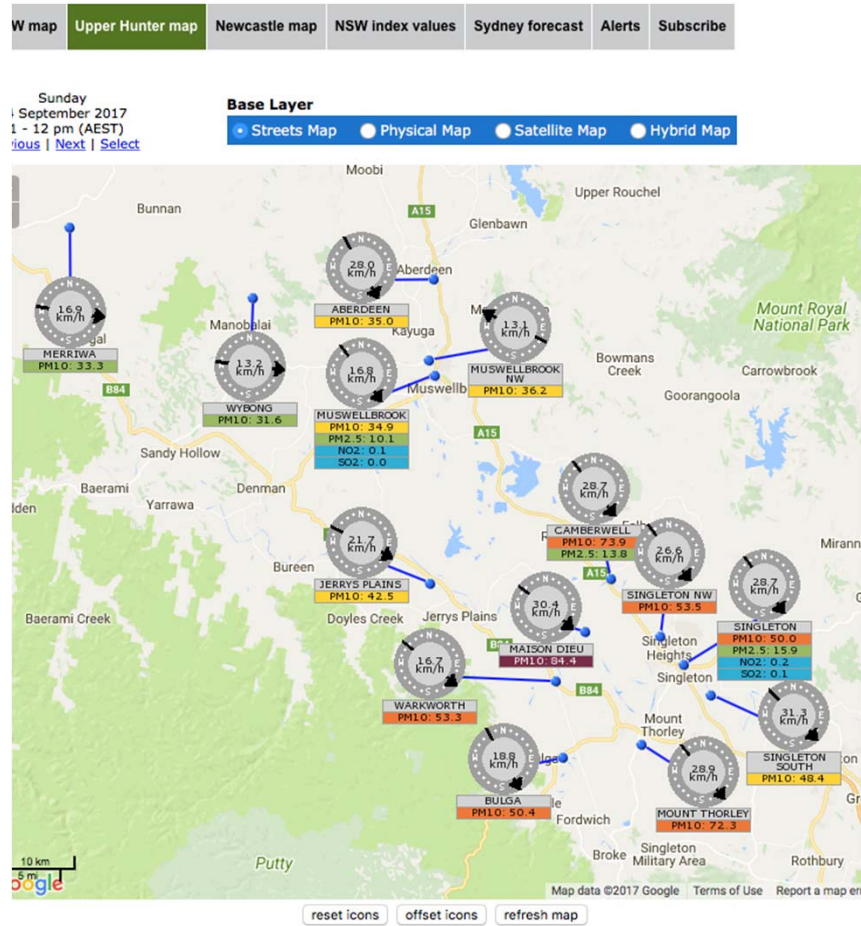 W map Upper Hunter map Newcastle map NSW index values Sydney forecast Alerts Subscribe
Sunday
September 2017
1 - 12 pm (AEST)
ious | Next | Select
Base Layer
Streets Map Physical Map Satellite Map Hybrid Map
Moobi
Upper Rouchel
Bunnan
A15
Glenbawn
Aberdeen
28.0
km/h
ABERDEEN
PM10: 35.0
16.9
km/h
MERRIWA
PM10: 33.3
Manobalai
13.2
km/h
WYBONG
PM10: 31.6
Kayuga
16.8
km/h
Muswellb
MUSWELLBROOK
PM10: 34.9
PM2.5: 10.1
NO2: 0.1
SO2: 0.0
13.1
km/h
MUSWELLBROOK
NW
PM10: 36.2
Mount Royal
National Park
Bowmans
Creek
Carrowbrook
Goorangoola
B84
A15
Sandy Hollow
Baerami
Denman
Yarrawa
lden
28.7
km/h
CAMBERWELL
PM10: 73.9
PM2.5: 13.8
A15
21.7
km/h
JERRYS PLAINS
PM10: 42.5
Bureen
26.6
km/h
SINGLETON NW
PM10: 53.5
Mirann
28.7
km/h
SINGLETON
PM10: 50.0
PM2.5: 15.9
NO2: 0.2
SO2: 0.1
Baerami Creek
Doyles Creek
Jerrys Plains
30.4
km/h
MAISON DIEU
PM10: 84.4
Singleton
Heights
Singleton
16.7
km/h
WARKWORTH
PM10: 53.3
B84
Mount
Thorley
31.3
km/h
SINGLETON
SOUTH
PM10: 48.4
18.8
km/h
BULGA
PM10: 50.4
28.9
km/h
MOUNT THORLEY
PM10: 72.3
Fordwich
Putty
Broke
Singleton
Military Area
Rothbury
10 km
5 mi
oogle
Map data ©2017 Google Terms of Use Report a map err
reset icons offset icons refresh map